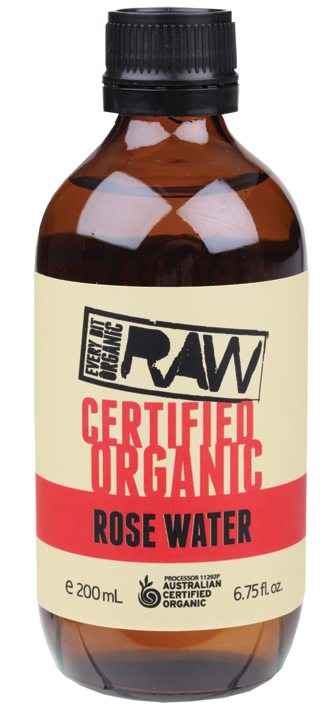 EVERY BIT
ORGANIC
RAW
CERTIFIED
ORGANIC
ROSE WATER
e 200 mL
PROCESSOR 11292P
AUSTRALIAN
CERTIFIED
ORGANIC
6.75 fl. oz.